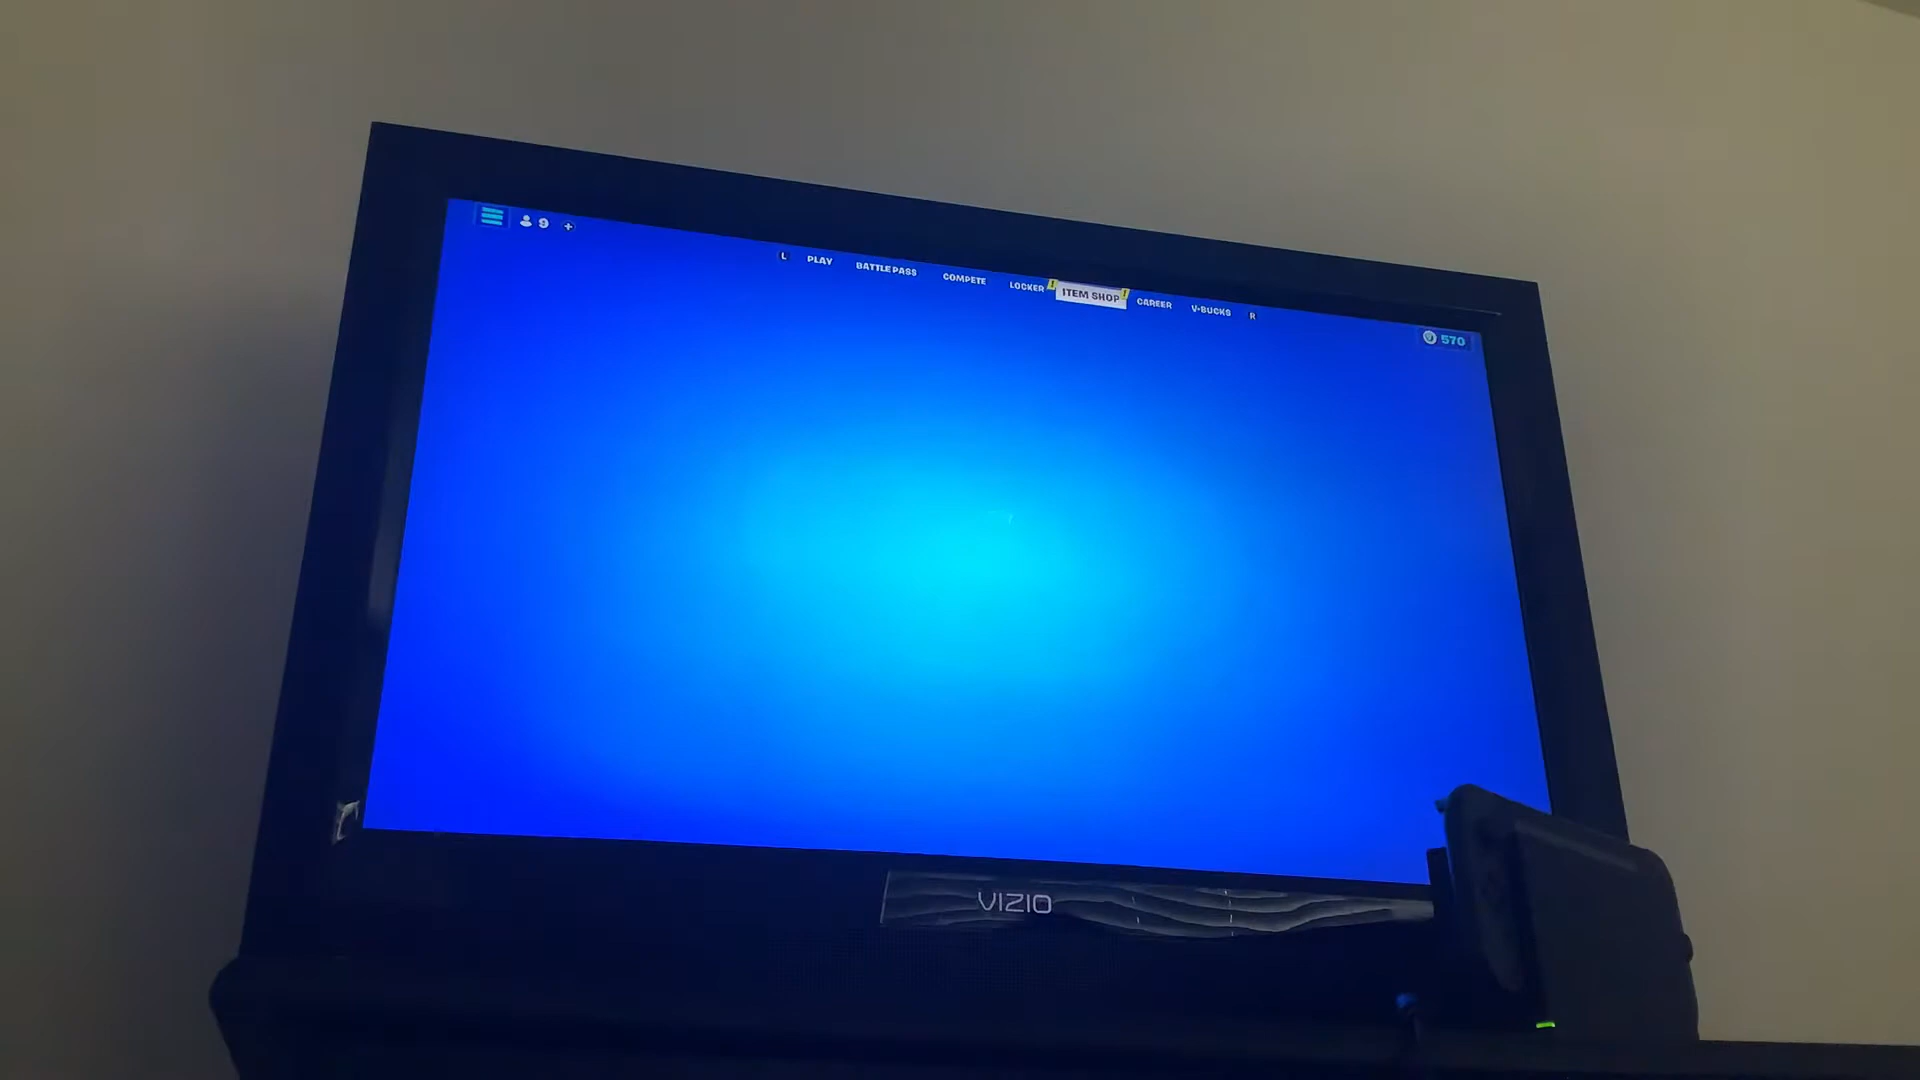 9 +
L PLAY BATTLE PASS COMPETE LOCKER ! ITEM SHOP ! CAREER V-BUCKS R
570
VIZIO